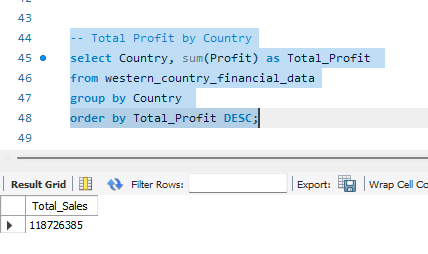 42
43
44 -- Total Profit by Country
45 select Country, sum(Profit) as Total_Profit
46 from western_country_financial_data
47 group by Country
48 order by Total_Profit DESC;
49
Result Grid Filter Rows: Export: Wrap Cell Co
Total_Sales
118726385